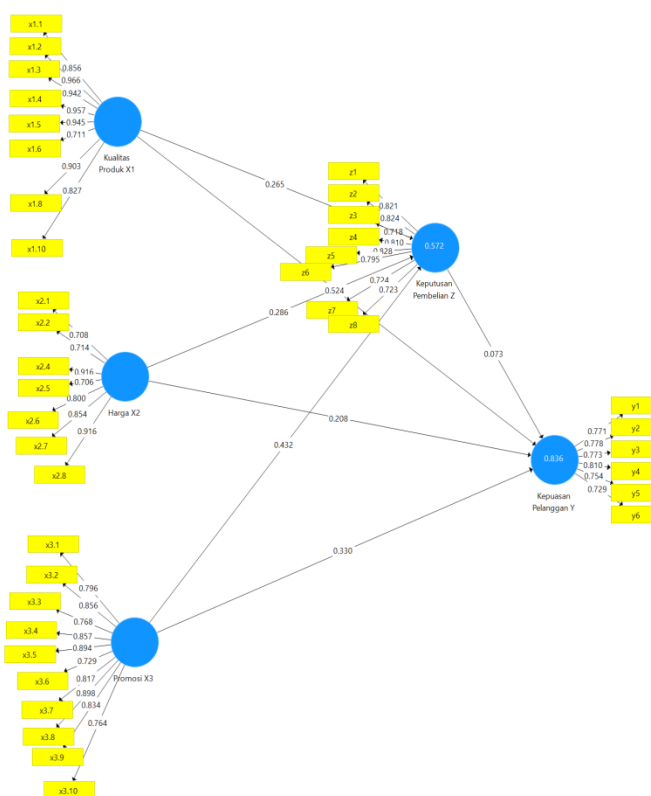 x1.1
x1.2
x1.3
x1.4
x1.5
x1.6
x1.8
x1.10
0.856
0.966
0.942
0.957
0.945
0.711
0.903
0.827
Kualitas
Produk X1
x2.1
x2.2
x2.4
x2.5
x2.6
x2.7
x2.8
0.708
0.714
0.916
0.706
0.800
0.854
0.916
Harga X2
x3.1
x3.2
x3.3
x3.4
x3.5
x3.6
x3.7
x3.8
x3.9
x3.10
0.796
0.856
0.768
0.857
0.894
0.729
0.817
0.898
0.834
0.764
Promosi X3
0.265
0.524
0.286
0.208
0.432
0.330
0.073
z1
z2
z3
z4
z5
z6
z7
z8
0.821
0.824
0.718
0.810
0.828
0.795
0.724
0.723
0.572
Keputusan
Pembelian Z
0.836
Kepuasan
Pelanggan Y
0.771
0.778
0.773
0.810
0.754
0.729
y1
y2
y3
y4
y5
y6